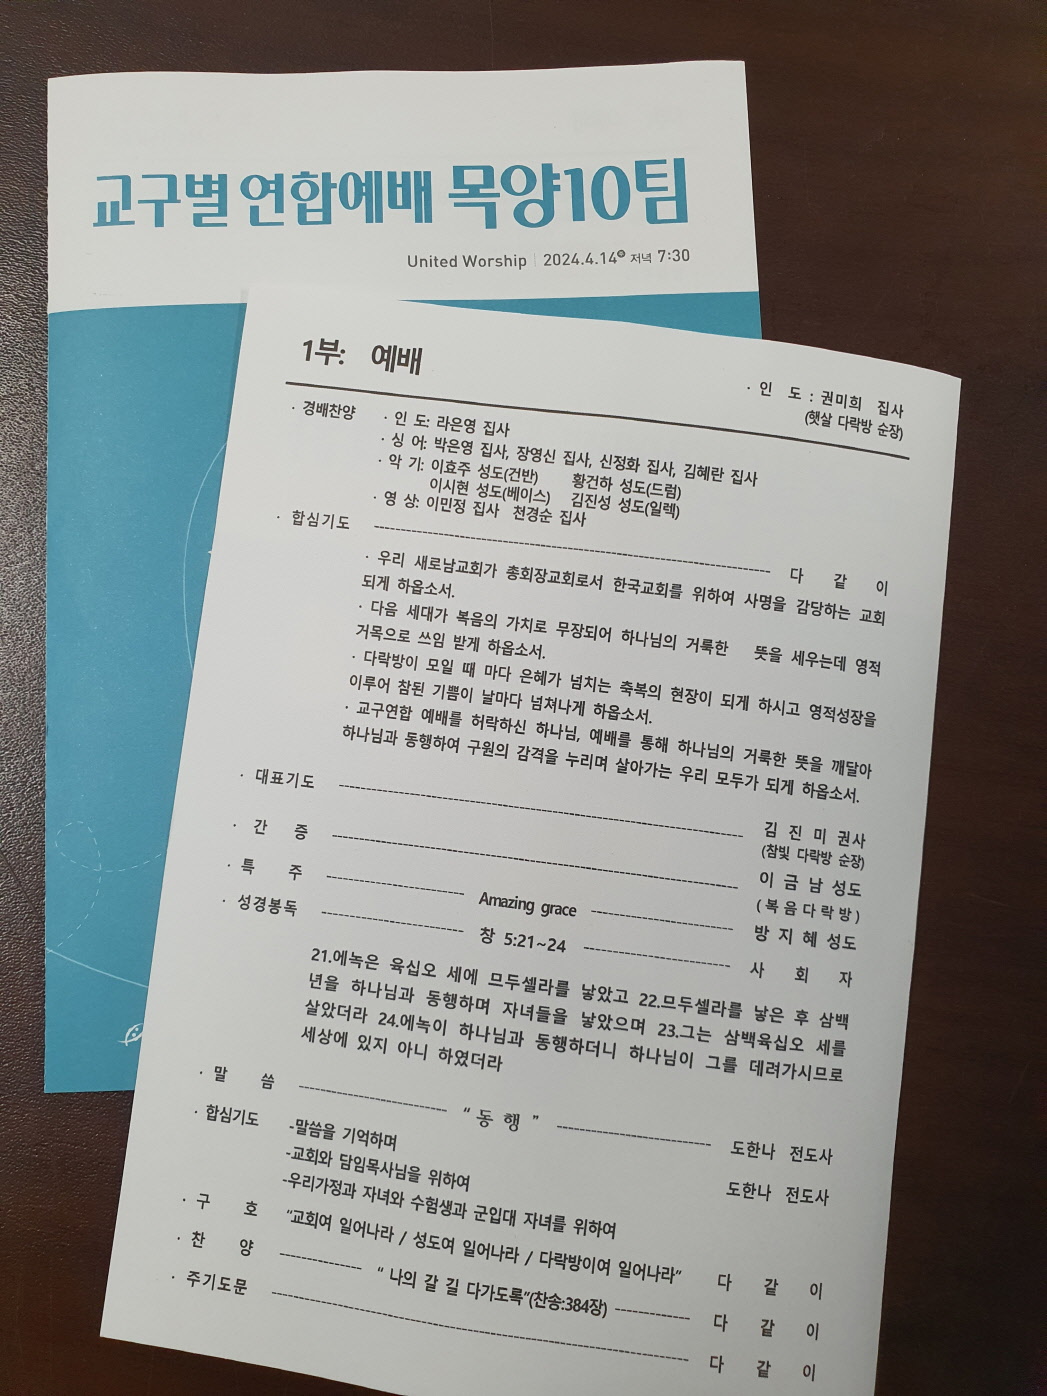 교구별 연합예배 목양10팀
United Worship | 2024.4.14㈰ 저녁 7:30
1부: 예배
· 인 도 : 권미희 집사
(햇살 다락방 순장)
· 경배찬양 · 인 도: 라은영 집사
· 싱 어: 박은영 집사, 장영신 집사, 신정화 집사, 김혜란 집사
· 악 기: 이효주 성도(건반) 황건하 성도(드럼)
이시현 성도(베이스) 김진성 성도(일렉)
· 영 상: 이민정 집사 천경순 집사
· 합심기도 ---------- 다 같 이
· 우리 새로남교회가 총회장교회로서 한국교회를 위하여 사명을 감당하는 교회
되게 하옵소서.
· 다음 세대가 복음의 가치로 무장되어 하나님의 거룩한 뜻을 세우는데 영적
거목으로 쓰임 받게 하옵소서.
· 다락방이 모일 때 마다 은혜가 넘치는 축복의 현장이 되게 하시고 영적성장을
이루어 참된 기쁨이 날마다 넘쳐나게 하옵소서.
· 교구연합 예배를 허락하신 하나님, 예배를 통해 하나님의 거룩한 뜻을 깨달아
하나님과 동행하여 구원의 감격을 누리며 살아가는 우리 모두가 되게 하옵소서.
· 대표기도 ---------- 김 진 미 권사
(참빛 다락방 순장)
· 간 증 ---------- 이 금 남 성도
(복음다락방)
· 특 주 ---------- Amazing grace ---------- 방 지 혜 성도
· 성경봉독 ---------- 창 5:21~24 ---------- 사 회 자
21.에녹은 육십오 세에 므두셀라를 낳았고 22.므두셀라를 낳은 후 삼백
년을 하나님과 동행하며 자녀들을 낳았으며 23.그는 삼백육십오 세를
살았더라 24.에녹이 하나님과 동행하더니 하나님이 그를 데려가시므로
세상에 있지 아니 하였더라
· 말 씀 ---------- “ 동 행 ” ---------- 도한나 전도사
· 합심기도 -말씀을 기억하며
-교회와 담임목사님을 위하여 도한나 전도사
-우리가정과 자녀와 수험생과 군입대 자녀를 위하여
· 구 호 “교회여 일어나라 / 성도여 일어나라 / 다락방이여 일어나라” 다 같 이
· 찬 양 ---------- “ 나의 갈 길 다가도록”(찬송:384장) ---------- 다 같 이
· 주기도문 ---------- 다 같 이